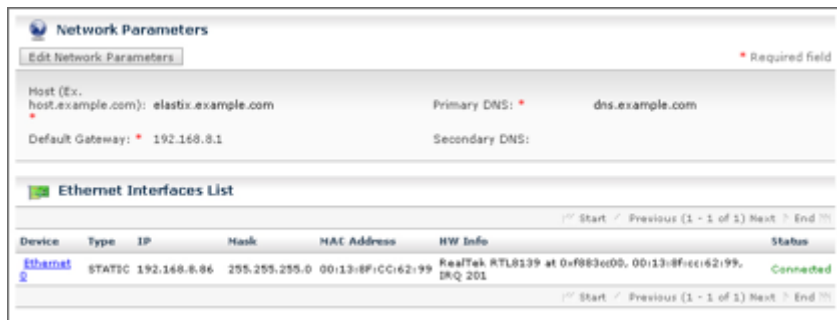 Network Parameters
Edit Network Parameters * Required field
Host (Ex.
host.example.com): elastix.example.com Primary DNS: * dns.example.com
*
Default Gateway: * 192.168.8.1 Secondary DNS:
Ethernet Interfaces List
Start Previous (1 - 1 of 1) Next End
Device Type IP Mask MAC Address HW Info Status
Ethernet STATIC 192.168.8.86 255.255.255.0 00:13:8F:CC:62:99 RealTek RTL8139 at 0xf883e000, 00:13:8f:cc:62:99, Connected
0 IRQ 201
Start Previous (1 - 1 of 1) Next End